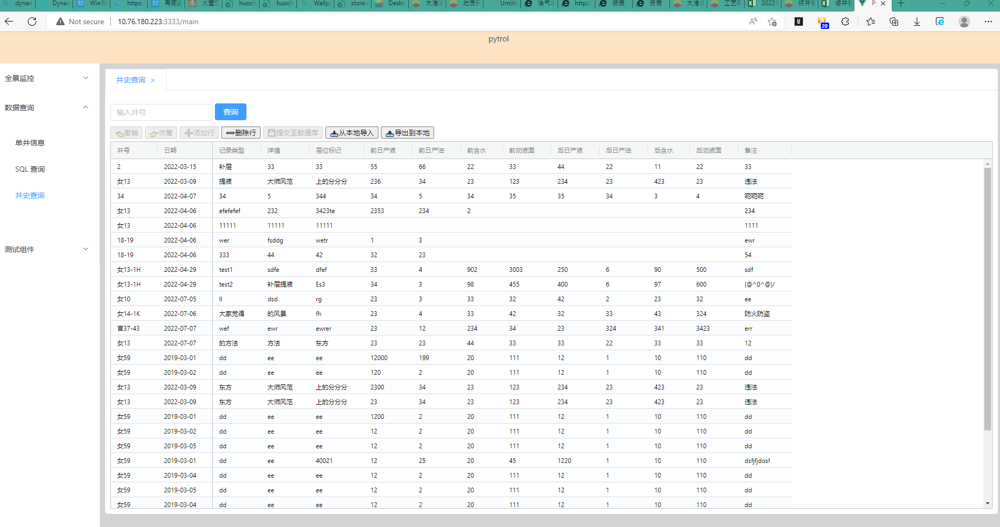 dynam Dynam Win10 https: 有哪些 火萤 huoch huoch Wallpa store.s Deskto 大港油 地质研 Untitle 油气水 http:// 报表 报表 大港油 工艺研 2022年 修井管 修井管
Not secure 10.76.180.223:3333/main
20
pytrol
全景监控
数据查询
单井信息
SQL 查询
井史查询
测试组件
井史查询
输入井号 查询
撤销 恢复 添加行 删除行 提交至数据库 从本地导入 导出到本地
井号 日期 记录类型 详情 层位标记 前日产液 前日产油 前含水 前动液面 后日产液 后日产油 后含水 后动液面 备注
2 2022-03-15 补层 33 33 55 66 22 33 44 22 11 22 33
女13 2022-03-09 提液 大师风范 上的分分分 236 34 23 123 234 23 423 23 违法
34 2022-04-07 34 5 344 34 5 34 35 35 34 3 4 呃呃呃
女13 2022-04-06 efefefef 232 3423te 2353 234 2 234
女13 2022-04-06 11111 11111 11111 1111
18-19 2022-04-06 wer fsddg wetr 1 3 ewr
18-19 2022-04-06 333 44 42 32 23 54
女13-1H 2022-04-29 test1 sdfe dfef 33 4 902 3003 250 6 90 500 sdf
女13-1H 2022-04-29 test2 补层提液 Es3 34 3 98 455 400 6 97 600 (@^0^@)/
女10 2022-07-05 ll dsd rg 23 3 33 32 42 2 23 32 ee
女14-1K 2022-07-06 大家觉得 的风景 fh 23 4 33 42 32 33 43 324 防火防盗
官37-43 2022-07-07 wef ewr ewrer 23 12 234 34 23 324 341 3423 err
女13 2022-07-07 的方法 方法 东方 23 23 44 33 33 22 33 33 12
女59 2019-03-01 dd ee ee 12000 199 20 111 12 1 10 110 dd
女59 2019-03-02 dd ee ee 120 2 20 111 12 1 10 110 dd
女13 2022-03-09 东方 大师风范 上的分分分 2300 34 23 123 234 23 423 23 违法
女13 2022-03-09 东方 大师风范 上的分分分 23 34 23 123 234 23 423 23 违法
女59 2019-03-01 dd ee ee 1200 2 20 111 12 1 10 110 dd
女59 2019-03-02 dd ee ee 12 2 20 111 12 1 10 110 dd
女59 2019-03-05 dd ee ee 12 2 20 111 12 1 10 110 dd
女59 2019-03-01 dd ee 40021 12 25 20 45 1220 1 10 110 dsfjfjdosf
女59 2019-03-04 dd ee ee 12 2 20 111 12 1 10 110 dd
女59 2019-03-05 dd ee ee 12 2 20 111 12 1 10 110 dd
女59 2019-03-04 dd ee ee 12 2 20 111 12 1 10 110 dd